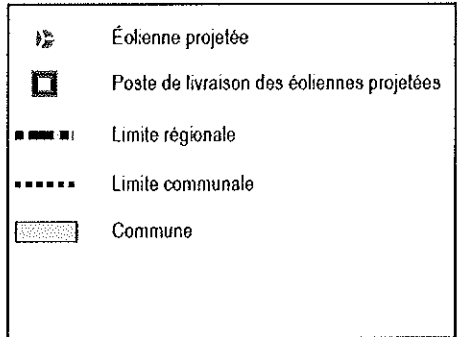 Éolienne projetée
Poste de livraison des éoliennes projetées
Limite régionale
Limite communale
Commune